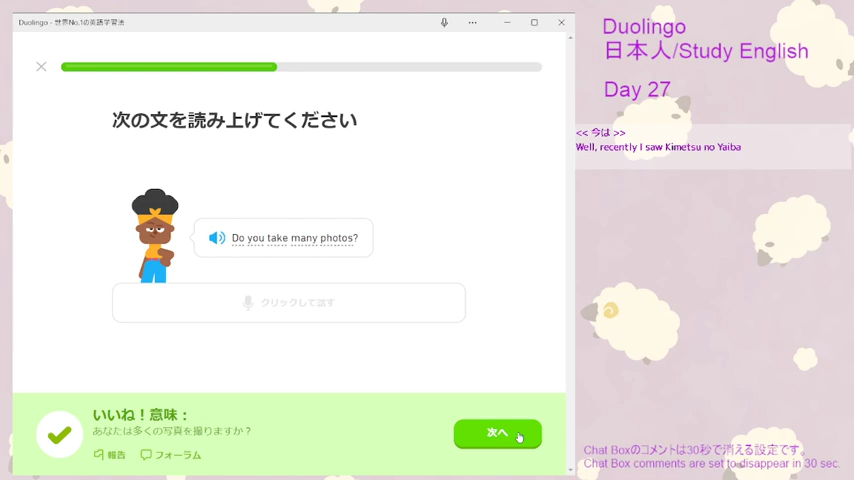 Duolingo - 世界No.1の英語学習法
次の文を読み上げてください
Do you take many photos?
クリックして話す
いいね！意味：
あなたは多くの写真を撮りますか？
報告 フォーラム
次へ
Duolingo
日本人/Study English
Day 27
<< 今は >>
Well, recently I saw Kimetsu no Yaiba
Chat Boxのコメントは30秒で消える設定です
Chat Box comments are set to disappear in 30 sec.